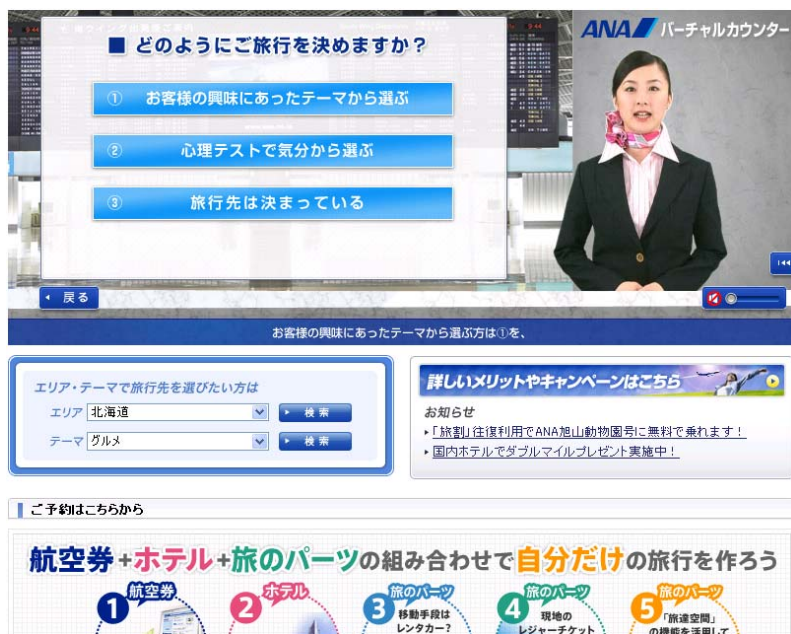 ANA バーチャルカウンター
■ どのようにご旅行を決めますか？
① お客様の興味にあったテーマから選ぶ
② 心理テストで気分から選ぶ
③ 旅行先は決まっている
戻る
お客様の興味にあったテーマから選ぶ方は①を、
エリア・テーマで旅行先を選びたい方は
エリア 北海道 検索
テーマ グルメ 検索
詳しいメリットやキャンペーンはこちら
お知らせ
「旅割」往復利用でANA旭山動物園号に無料で乗れます！
国内ホテルでダブルマイルプレゼント実施中！
ご予約はこちらから
航空券+ホテル+旅のパーツの組み合わせで自分だけの旅行を作ろう
1 航空券
2 ホテル
3 旅のパーツ
移動手段は
レンタカー？
4 旅のパーツ
現地の
レジャーチケット
5 旅のパーツ
「旅達空間」
の機能を活用して